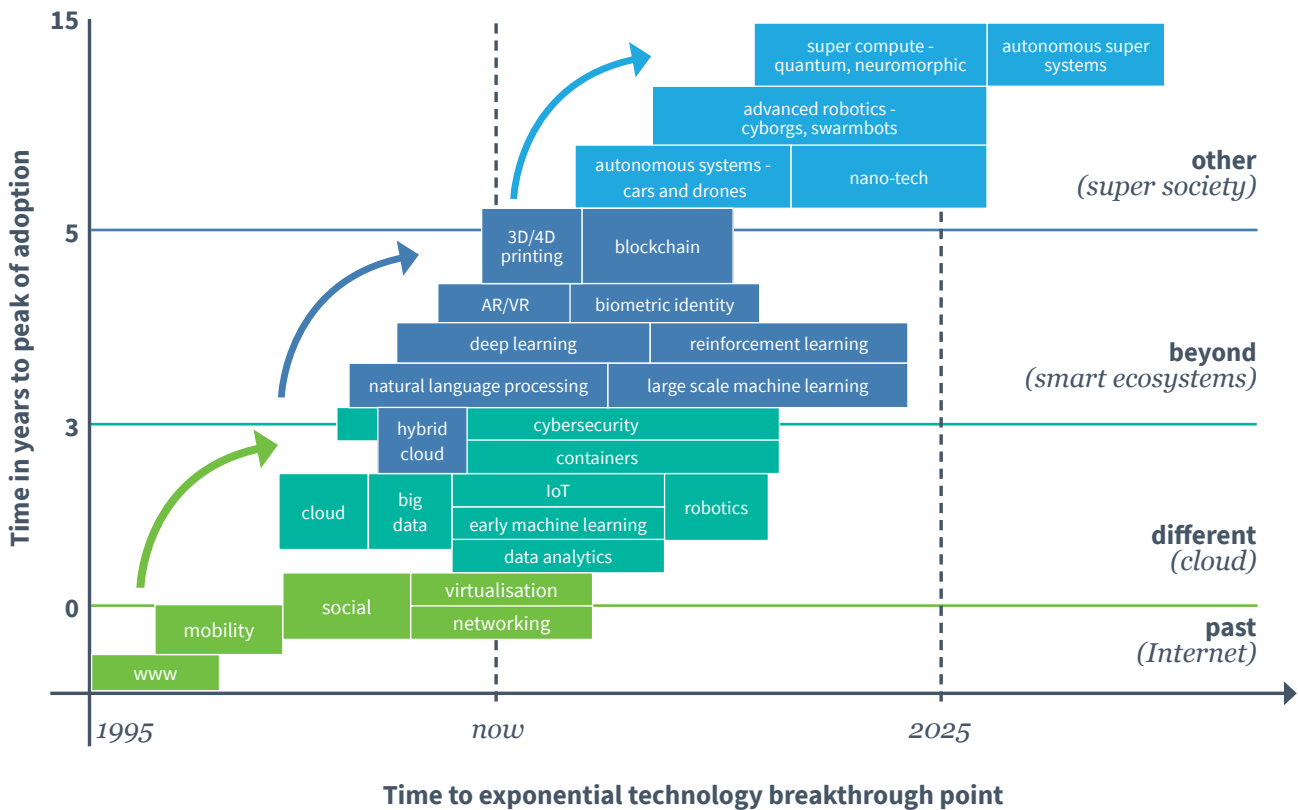 15
super compute -
quantum, neuromorphic
autonomous super
systems
advanced robotics -
cyborgs, swarmbots
autonomous systems -
cars and drones
nano-tech
other
(super society)
5
3D/4D
printing
blockchain
AR/VR
biometric identity
deep learning
reinforcement learning
natural language processing
large scale machine learning
beyond
(smart ecosystems)
3
hybrid
cloud
cybersecurity
containers
cloud
big
data
IoT
early machine learning
data analytics
robotics
different
(cloud)
0
social
virtualisation
networking
mobility
www
past
(Internet)
Time in years to peak of adoption
1995
now
2025
Time to exponential technology breakthrough point